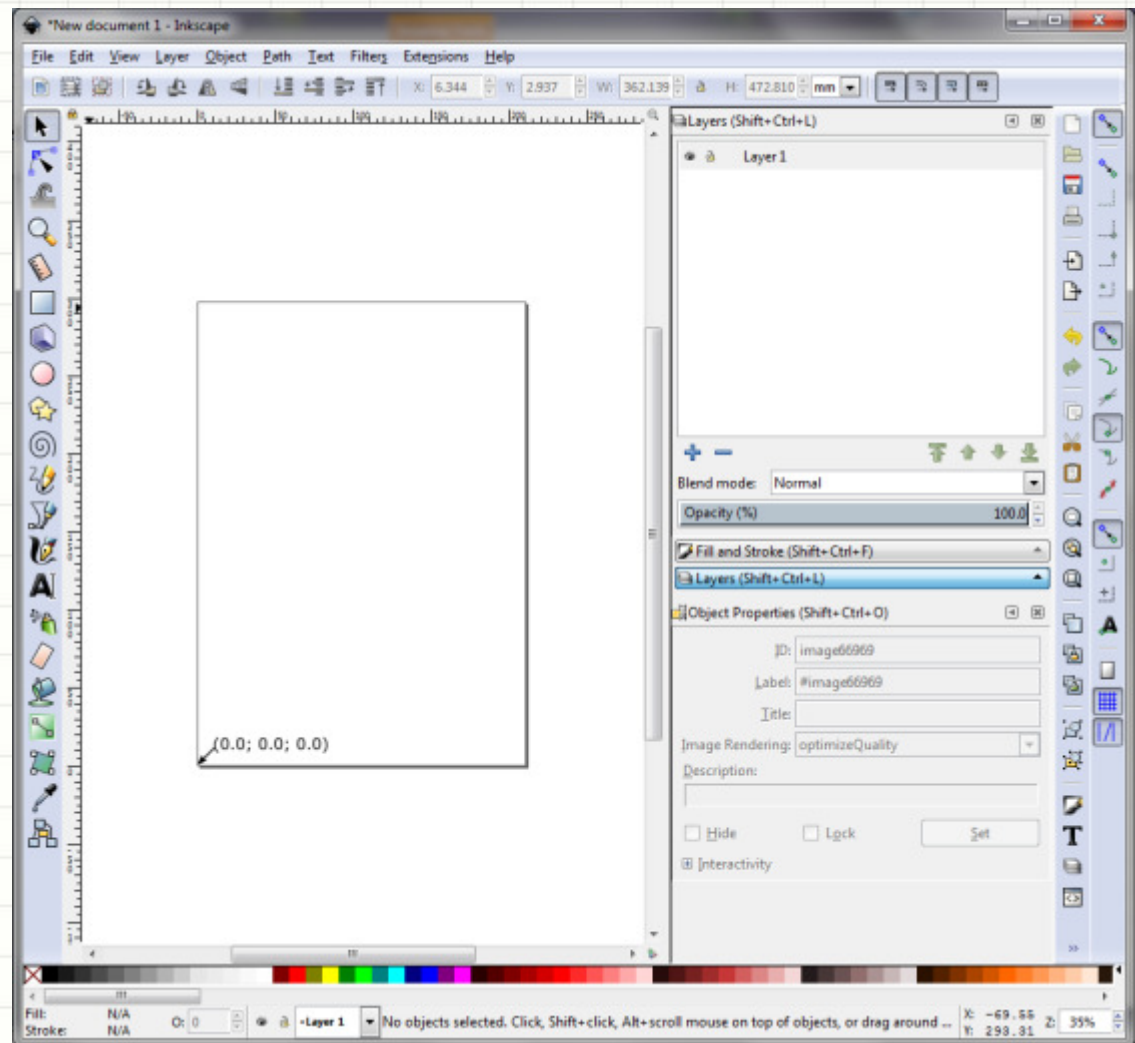 *New document 1 - Inkscape
File Edit View Layer Object Path Text Filters Extensions Help
X: 6.344 Y: 2.937 W: 362.139 H: 472.810 mm
Layers (Shift+Ctrl+L)
Layer 1
(0.0; 0.0; 0.0)
Blend mode: Normal
Opacity (%) 100.0
Fill and Stroke (Shift+Ctrl+F)
Layers (Shift+Ctrl+L)
Object Properties (Shift+Ctrl+O)
ID: image66969
Label: #image66969
Title:
Image Rendering: optimizeQuality
Description:
Hide Lock Set
Interactivity
Fill: N/A
Stroke: N/A
O: 0
-Layer 1
No objects selected. Click, Shift+click, Alt+scroll mouse on top of objects, or drag around ...
X: -69.55
Y: 293.31
Z: 35%